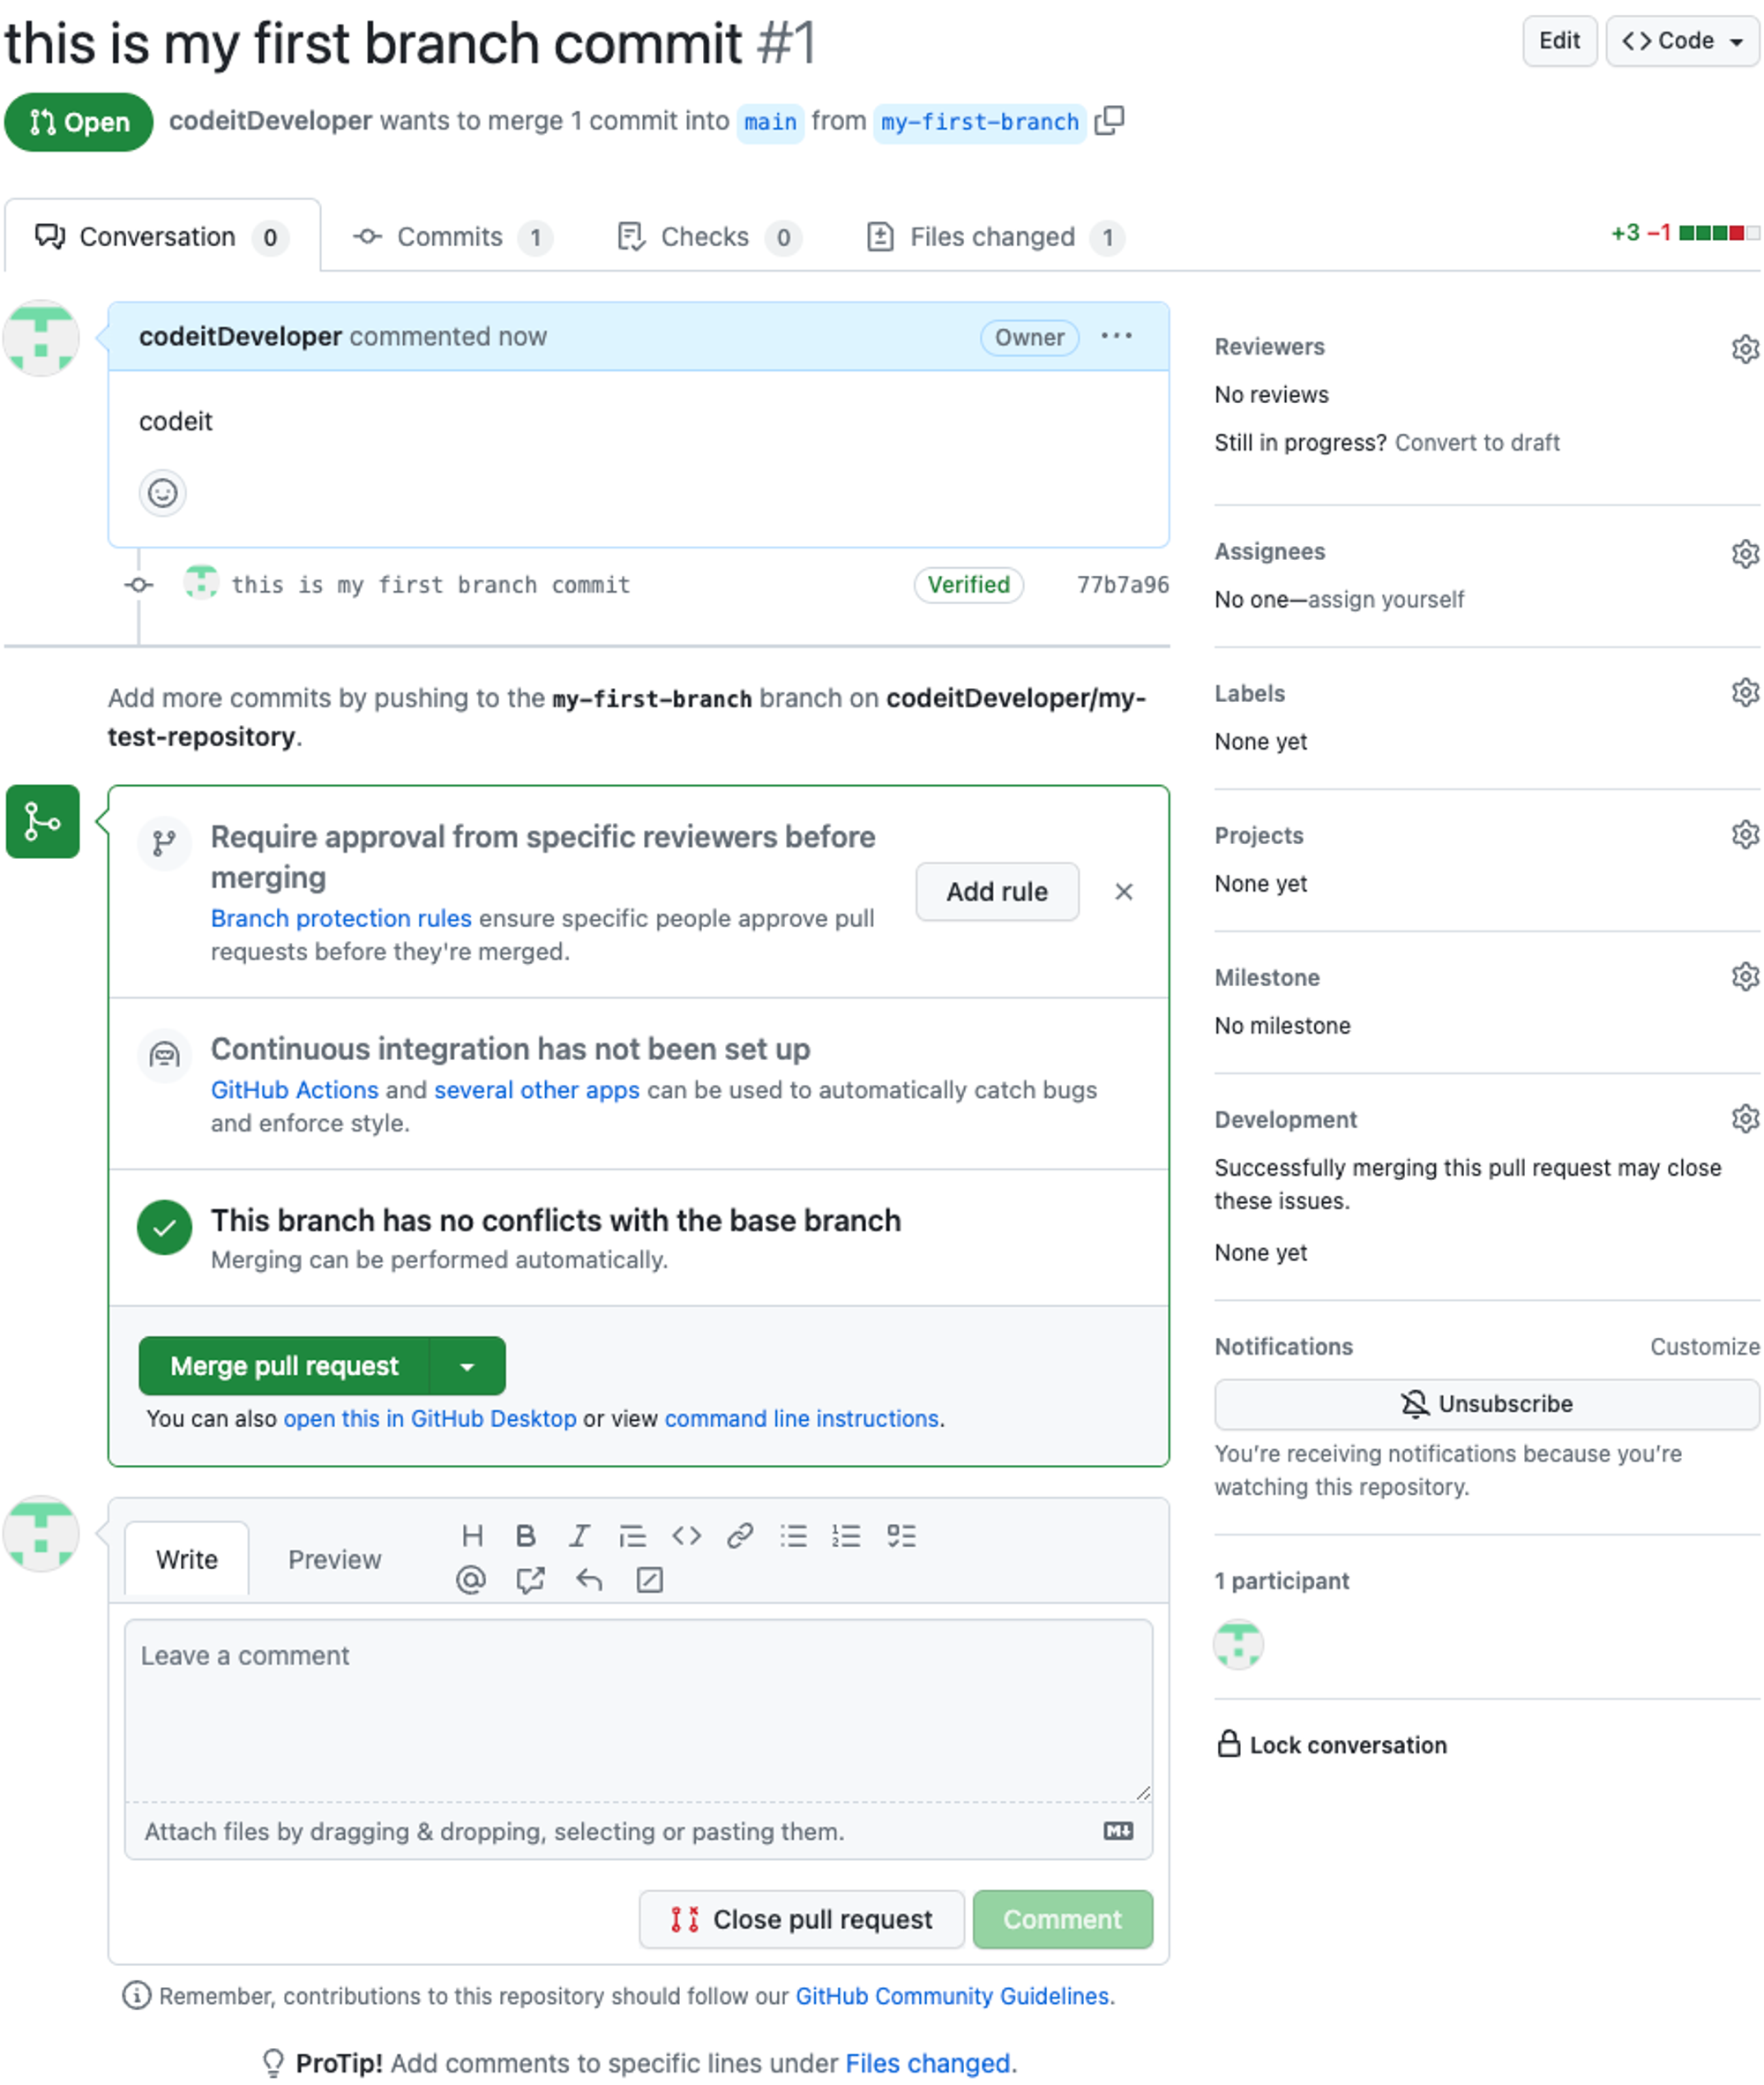 this is my first branch commit #1
Edit
Code
Open
codeitDeveloper wants to merge 1 commit into main from my-first-branch
Conversation 0
Commits 1
Checks 0
Files changed 1
+3 −1
codeitDeveloper commented now
Owner
codeit
this is my first branch commit
Verified
77b7a96
Add more commits by pushing to the my-first-branch branch on codeitDeveloper/my-
test-repository.
Require approval from specific reviewers before
merging
Branch protection rules ensure specific people approve pull
requests before they're merged.
Add rule
Continuous integration has not been set up
GitHub Actions and several other apps can be used to automatically catch bugs
and enforce style.
This branch has no conflicts with the base branch
Merging can be performed automatically.
Merge pull request
You can also open this in GitHub Desktop or view command line instructions.
Write
Preview
Leave a comment
Attach files by dragging & dropping, selecting or pasting them.
Close pull request
Comment
Remember, contributions to this repository should follow our GitHub Community Guidelines.
ProTip! Add comments to specific lines under Files changed.
Reviewers
No reviews
Still in progress? Convert to draft
Assignees
No one—assign yourself
Labels
None yet
Projects
None yet
Milestone
No milestone
Development
Successfully merging this pull request may close
these issues.
None yet
Notifications
Customize
Unsubscribe
You’re receiving notifications because you’re
watching this repository.
1 participant
Lock conversation